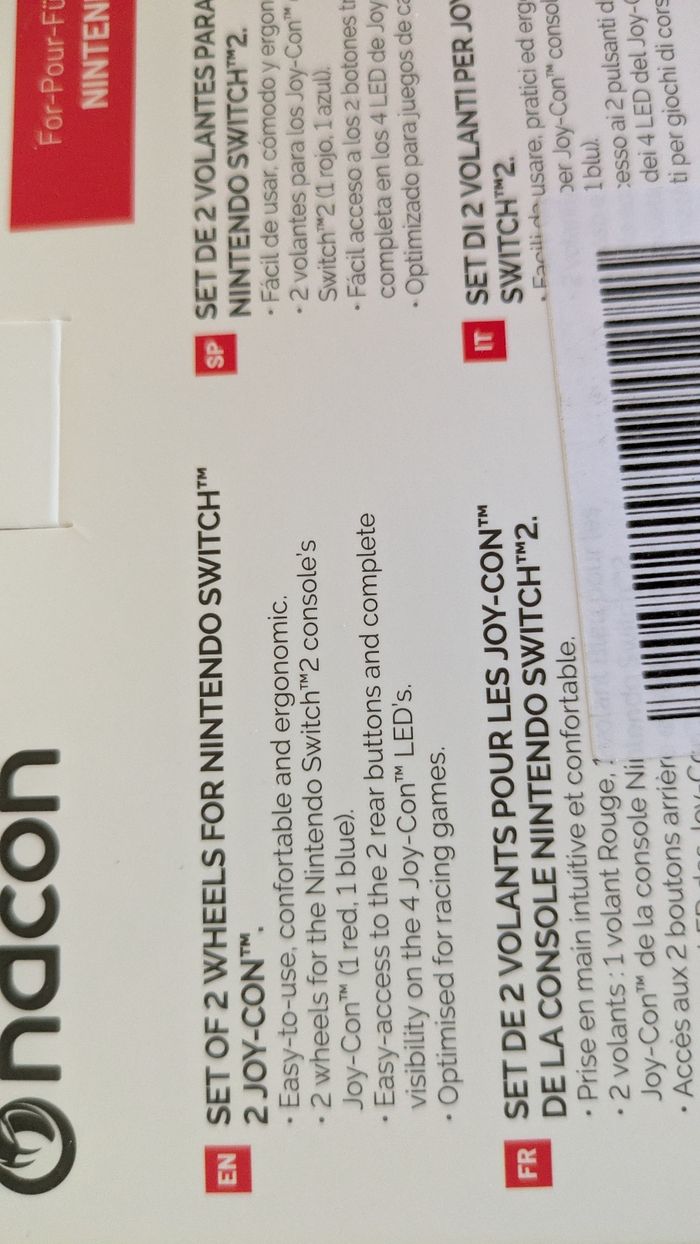 nacon
For-Pour-Fü
NINTEN
EN
SET OF 2 WHEELS FOR NINTENDO SWITCH™
2 JOY-CON™.
• Easy-to-use, confortable and ergonomic.
• 2 wheels for the Nintendo Switch™2 console's
Joy-Con™ (1 red, 1 blue).
• Easy-access to the 2 rear buttons and complete
visibility on the 4 Joy-Con™ LED's.
• Optimised for racing games.
SP
SET DE 2 VOLANTES PARA
NINTENDO SWITCH™2.
• Fácil de usar, cómodo y ergon
• 2 volantes para los Joy-Con™
Switch™2 (1 rojo, 1 azul).
• Fácil acceso a los 2 botones tr
completa en los 4 LED de Joy
• Optimizado para juegos de ca
FR
SET DE 2 VOLANTS POUR LES JOY-CON™
DE LA CONSOLE NINTENDO SWITCH™2.
• Prise en main intuitive et confortable.
• 2 volants : 1 volant Rouge,
Joy-Con™ de la console Ni
• Accès aux 2 boutons arrièr
IT
SET DI 2 VOLANTI PER JOY
SWITCH™2.
• Facili da usare, pratici ed erg
per Joy-Con™ consol
1 blu).
cesso ai 2 pulsanti d
dei 4 LED del Joy-C
ti per giochi di cors